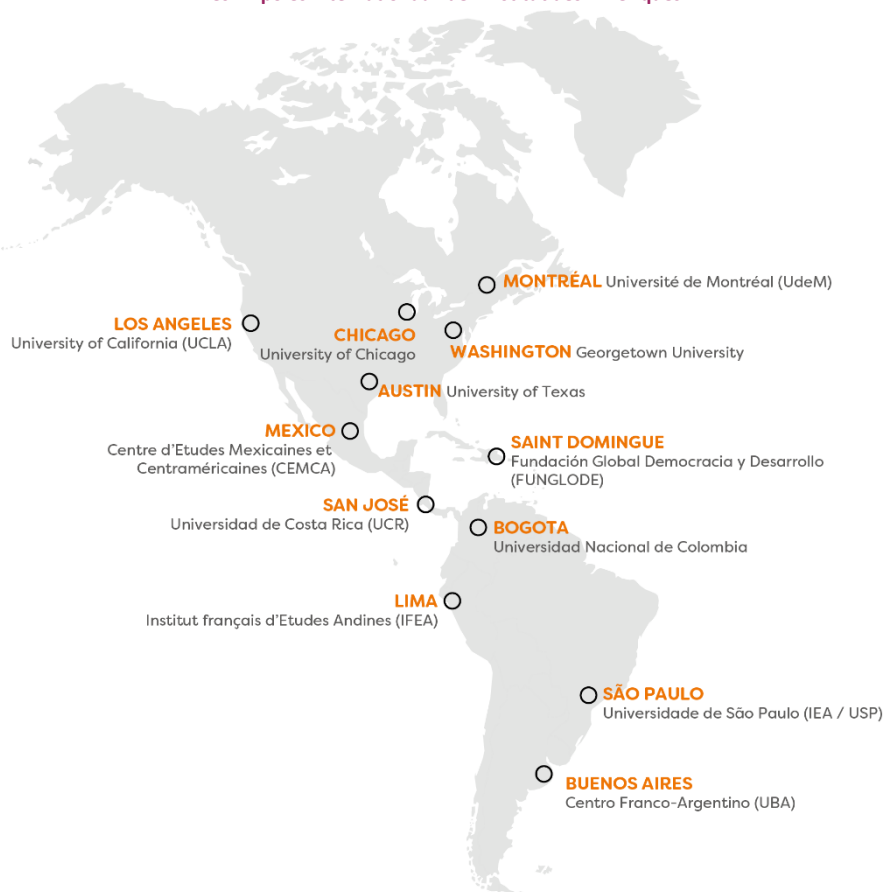 MONTRÉAL Université de Montréal (UdeM)
LOS ANGELES
University of California (UCLA)
CHICAGO
University of Chicago
WASHINGTON Georgetown University
AUSTIN University of Texas
MEXICO
Centre d'Etudes Mexicaines et
Centraméricaines (CEMCA)
SAINT DOMINGUE
Fundación Global Democracia y Desarrollo
(FUNGLODE)
SAN JOSÉ
Universidad de Costa Rica (UCR)
BOGOTA
Universidad Nacional de Colombia
LIMA
Institut français d'Etudes Andines (IFEA)
SÃO PAULO
Universidade de São Paulo (IEA / USP)
BUENOS AIRES
Centro Franco-Argentino (UBA)